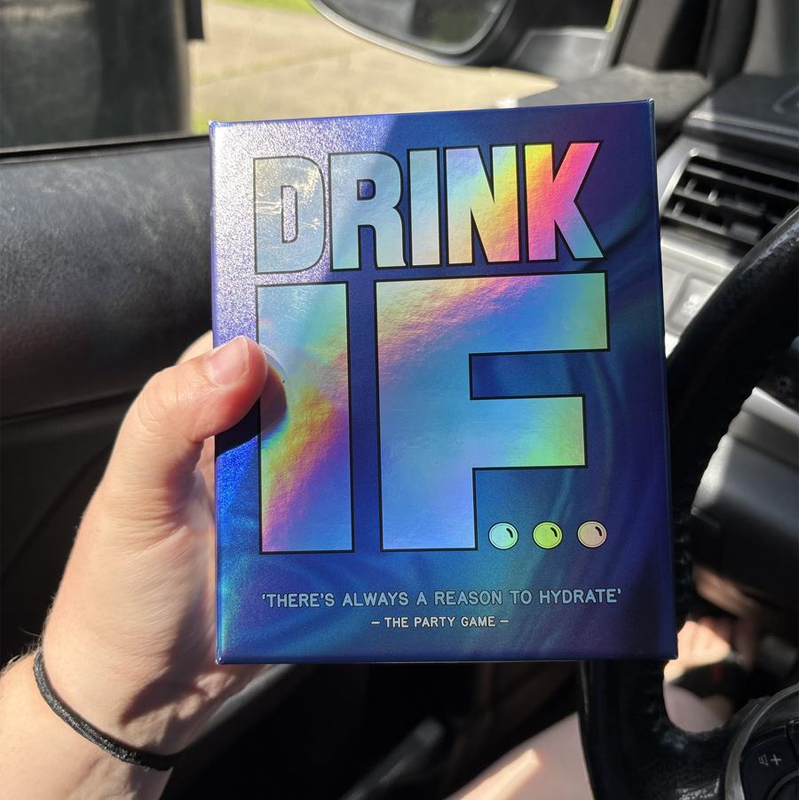 DRINK
IF...
'THERE'S ALWAYS A REASON TO HYDRATE'
— THE PARTY GAME —